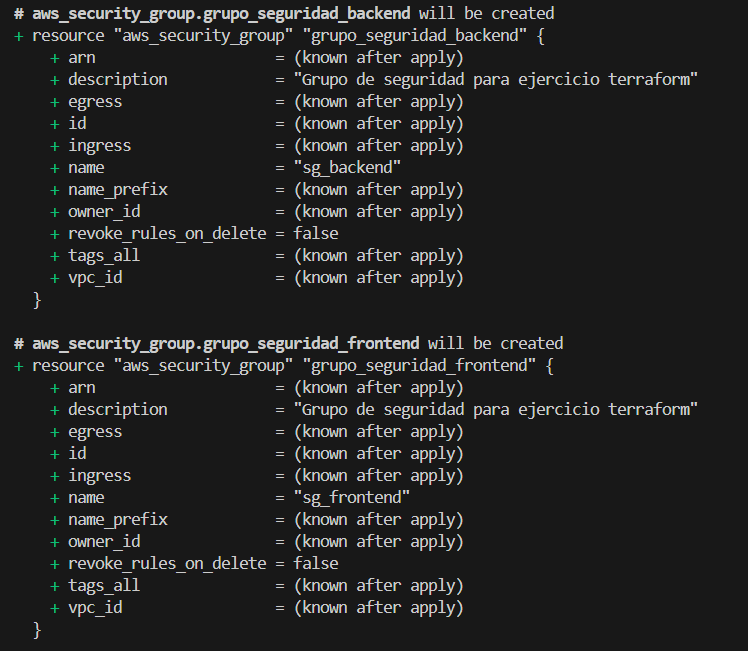 # aws_security_group.grupo_seguridad_backend will be created
+ resource "aws_security_group" "grupo_seguridad_backend" {
+ arn = (known after apply)
+ description = "Grupo de seguridad para ejercicio terraform"
+ egress = (known after apply)
+ id = (known after apply)
+ ingress = (known after apply)
+ name = "sg_backend"
+ name_prefix = (known after apply)
+ owner_id = (known after apply)
+ revoke_rules_on_delete = false
+ tags_all = (known after apply)
+ vpc_id = (known after apply)
}
# aws_security_group.grupo_seguridad_frontend will be created
+ resource "aws_security_group" "grupo_seguridad_frontend" {
+ arn = (known after apply)
+ description = "Grupo de seguridad para ejercicio terraform"
+ egress = (known after apply)
+ id = (known after apply)
+ ingress = (known after apply)
+ name = "sg_frontend"
+ name_prefix = (known after apply)
+ owner_id = (known after apply)
+ revoke_rules_on_delete = false
+ tags_all = (known after apply)
+ vpc_id = (known after apply)
}